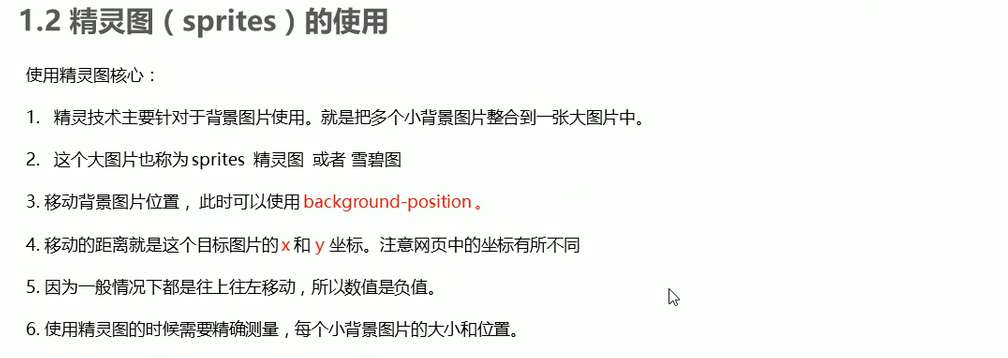 1.2 精灵图（sprites）的使用
使用精灵图核心：
1. 精灵技术主要针对于背景图片使用。就是把多个小背景图片整合到一张大图片中。
2. 这个大图片也称为 sprites 精灵图 或者 雪碧图
3. 移动背景图片位置， 此时可以使用 background-position 。
4. 移动的距离就是这个目标图片的 x 和 y 坐标。注意网页中的坐标有所不同
5. 因为一般情况下都是往上往左移动，所以数值是负值。
6. 使用精灵图的时候需要精确测量，每个小背景图片的大小和位置。